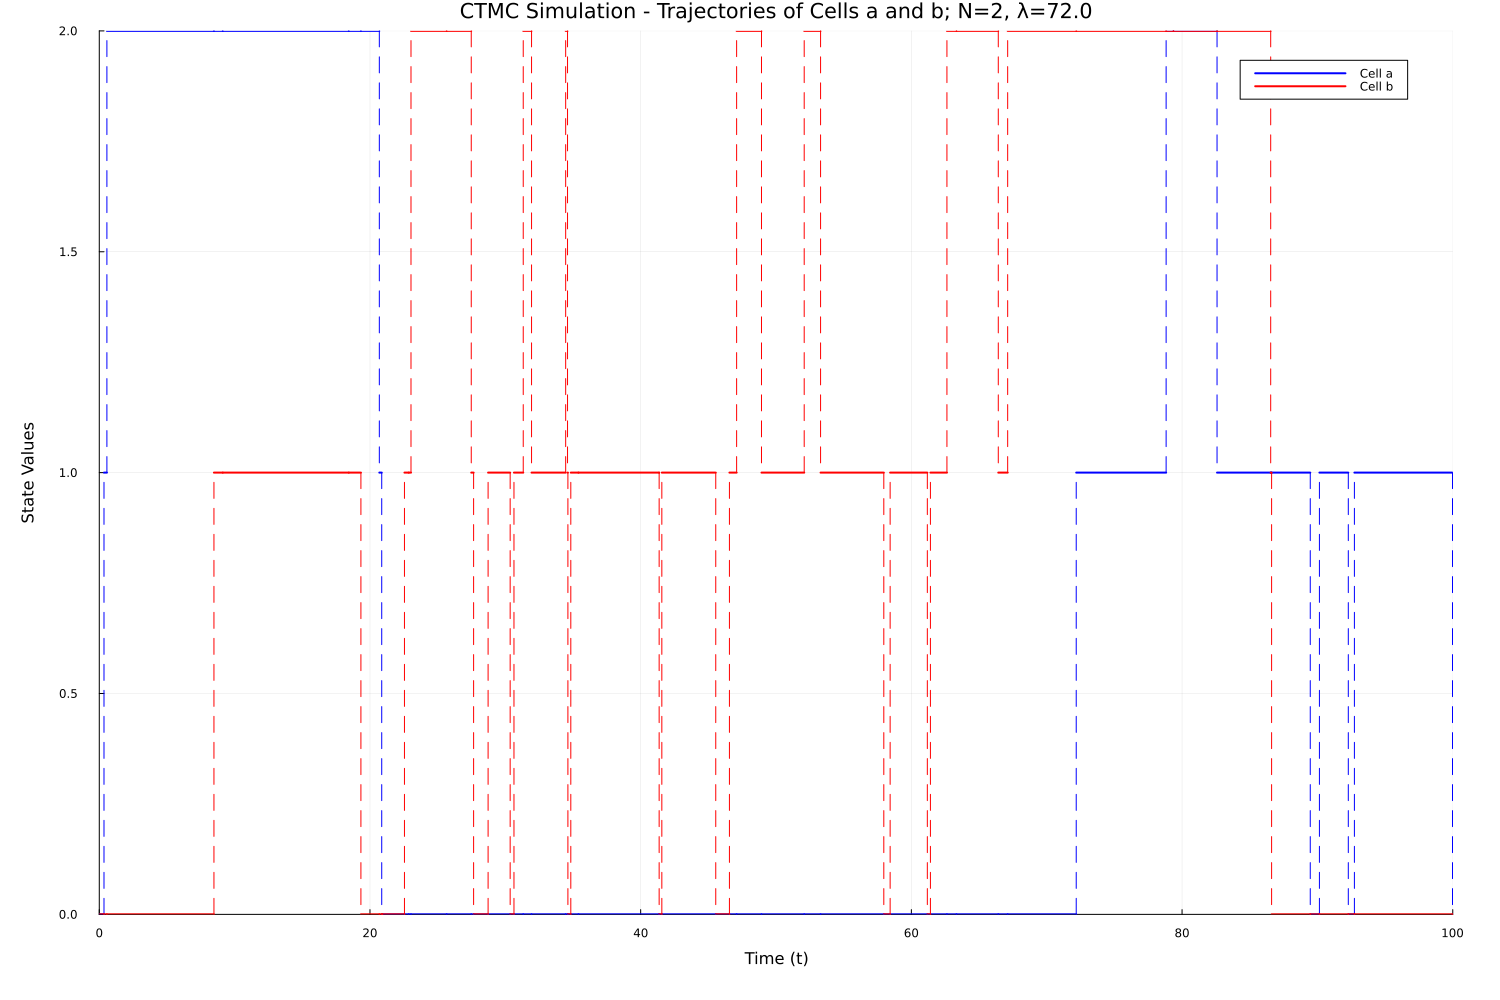 CTMC Simulation - Trajectories of Cells a and b; N=2, λ=72.0
2.0
Cell a
Cell b
1.5
1.0
State Values
0.5
0.0
0 20 40 60 80 100
Time (t)